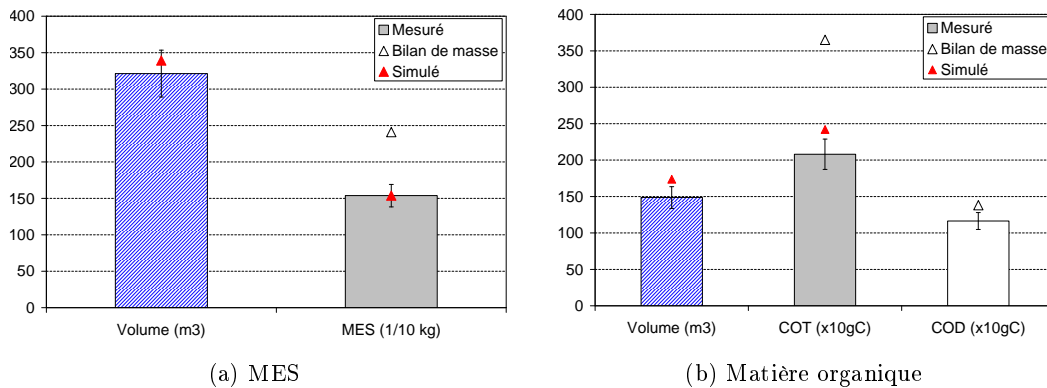 400
350
300
250
200
150
100
50
0
Volume (m3)
MES (1/10 kg)
Mesuré
Bilan de masse
Simulé
(a) MES
400
350
300
250
200
150
100
50
0
Volume (m3)
COT (x10gC)
COD (x10gC)
Mesuré
Bilan de masse
Simulé
(b) Matière organique